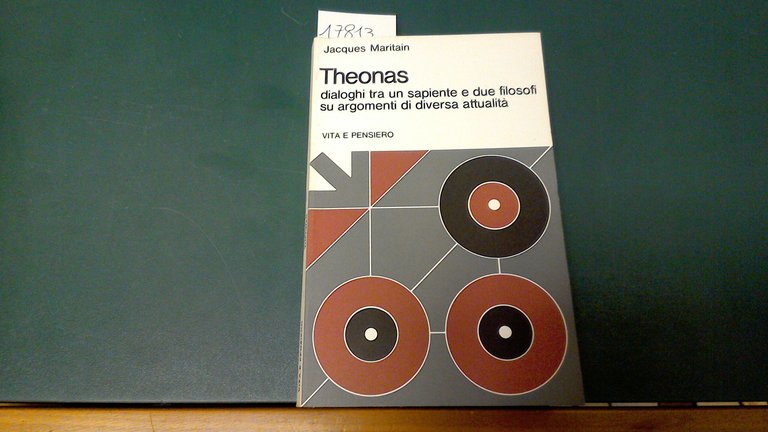 17813
Jacques Maritain
Theonas
dialoghi tra un sapiente e due filosofi
su argomenti di diversa attualità
VITA E PENSIERO